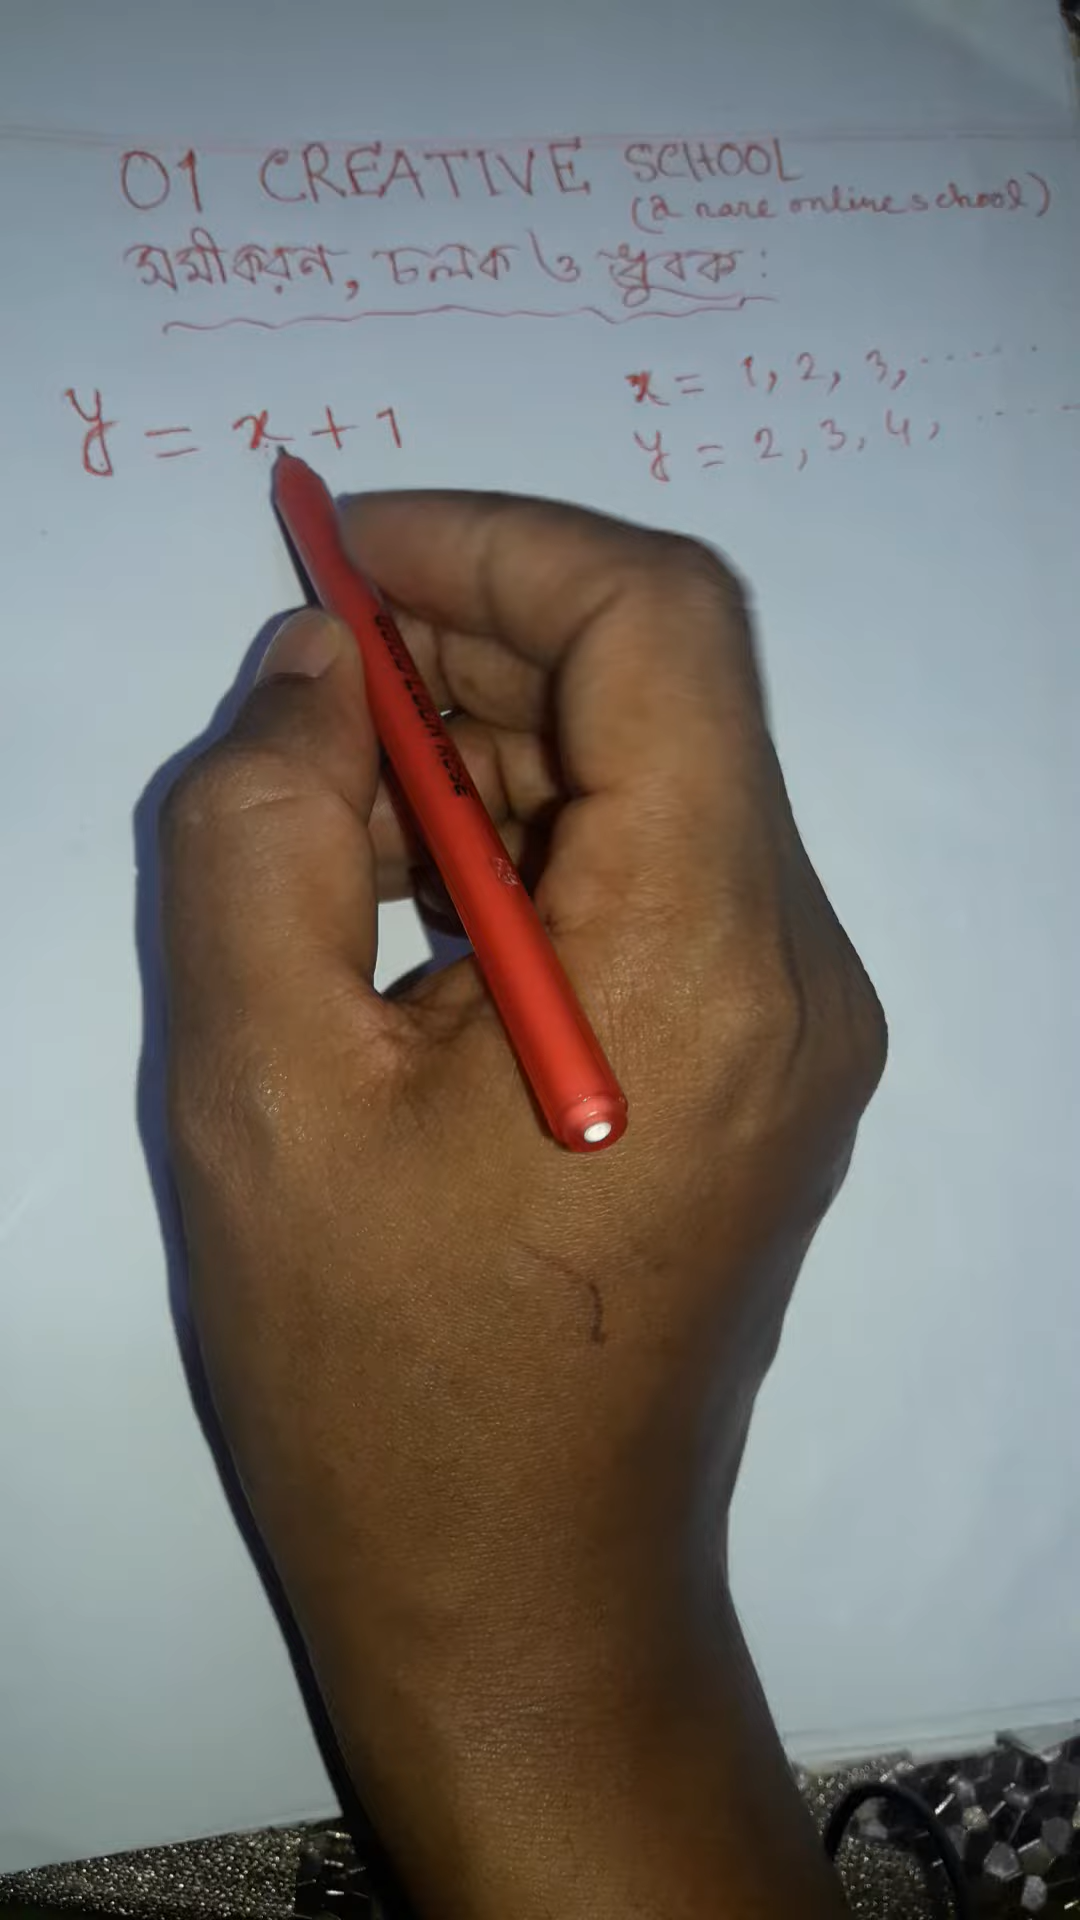 01 CREATIVE SCHOOL
(a rare online school)
সমীকরণ, চলক ও ধ্রুবক :
y = x + 1
x = 1, 2, 3, ......
y = 2, 3, 4, ......